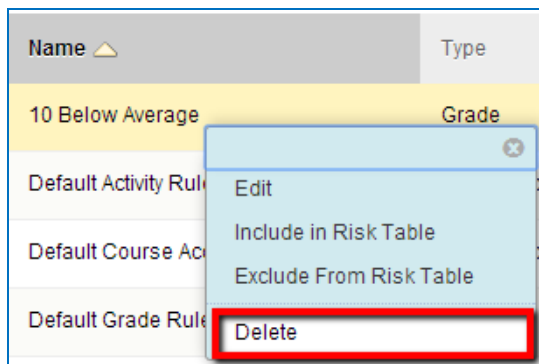 Name Type
10 Below Average Grade
Default Activity Rul
Edit
Include in Risk Table
Default Course Ac
Exclude From Risk Table
Default Grade Rule
Delete